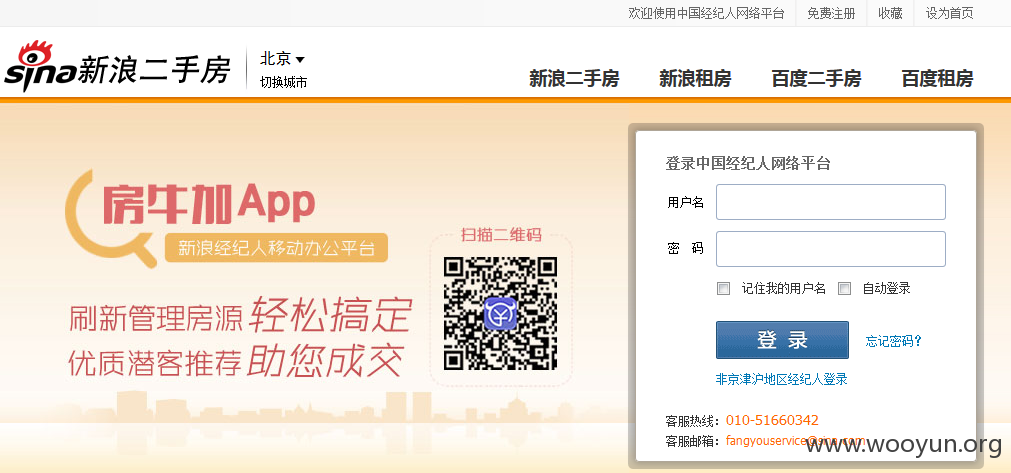 欢迎使用中国经纪人网络平台 免费注册 收藏 设为首页
sina新浪二手房
北京
切换城市
新浪二手房 新浪租房 百度二手房 百度租房
房牛加App
新浪经纪人移动办公平台
扫描二维码
刷新管理房源 轻松搞定
优质潜客推荐 助您成交
登录中国经纪人网络平台
用户名
密 码
记住我的用户名 自动登录
登 录 忘记密码?
非京津沪地区经纪人登录
客服热线：010-51660342
客服邮箱：fangyouservice@sina.com
www.wooyun.org